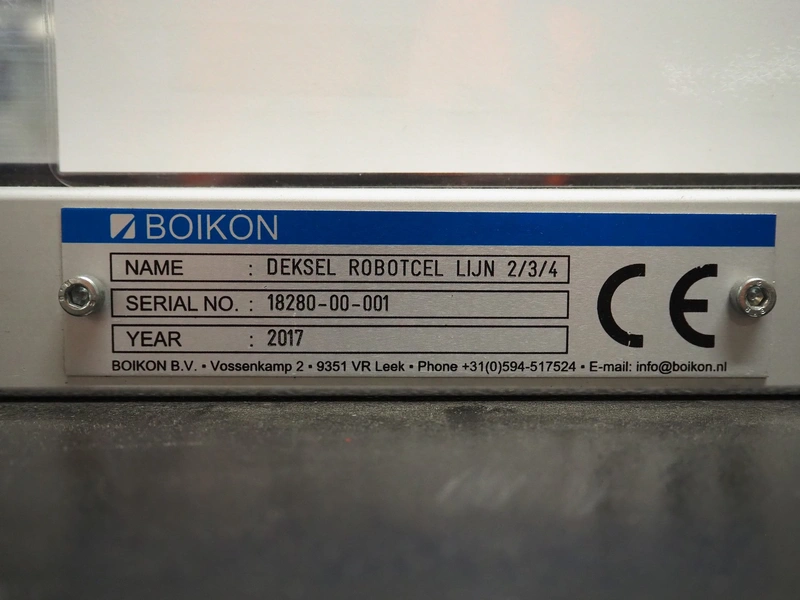 BOIKON
NAME : DEKSEL ROBOTCEL LIJN 2/3/4
SERIAL NO. : 18280-00-001
YEAR : 2017
CE
BOIKON B.V. • Vossenkamp 2 • 9351 VR Leek • Phone +31(0)594-517524 • E-mail: info@boikon.nl